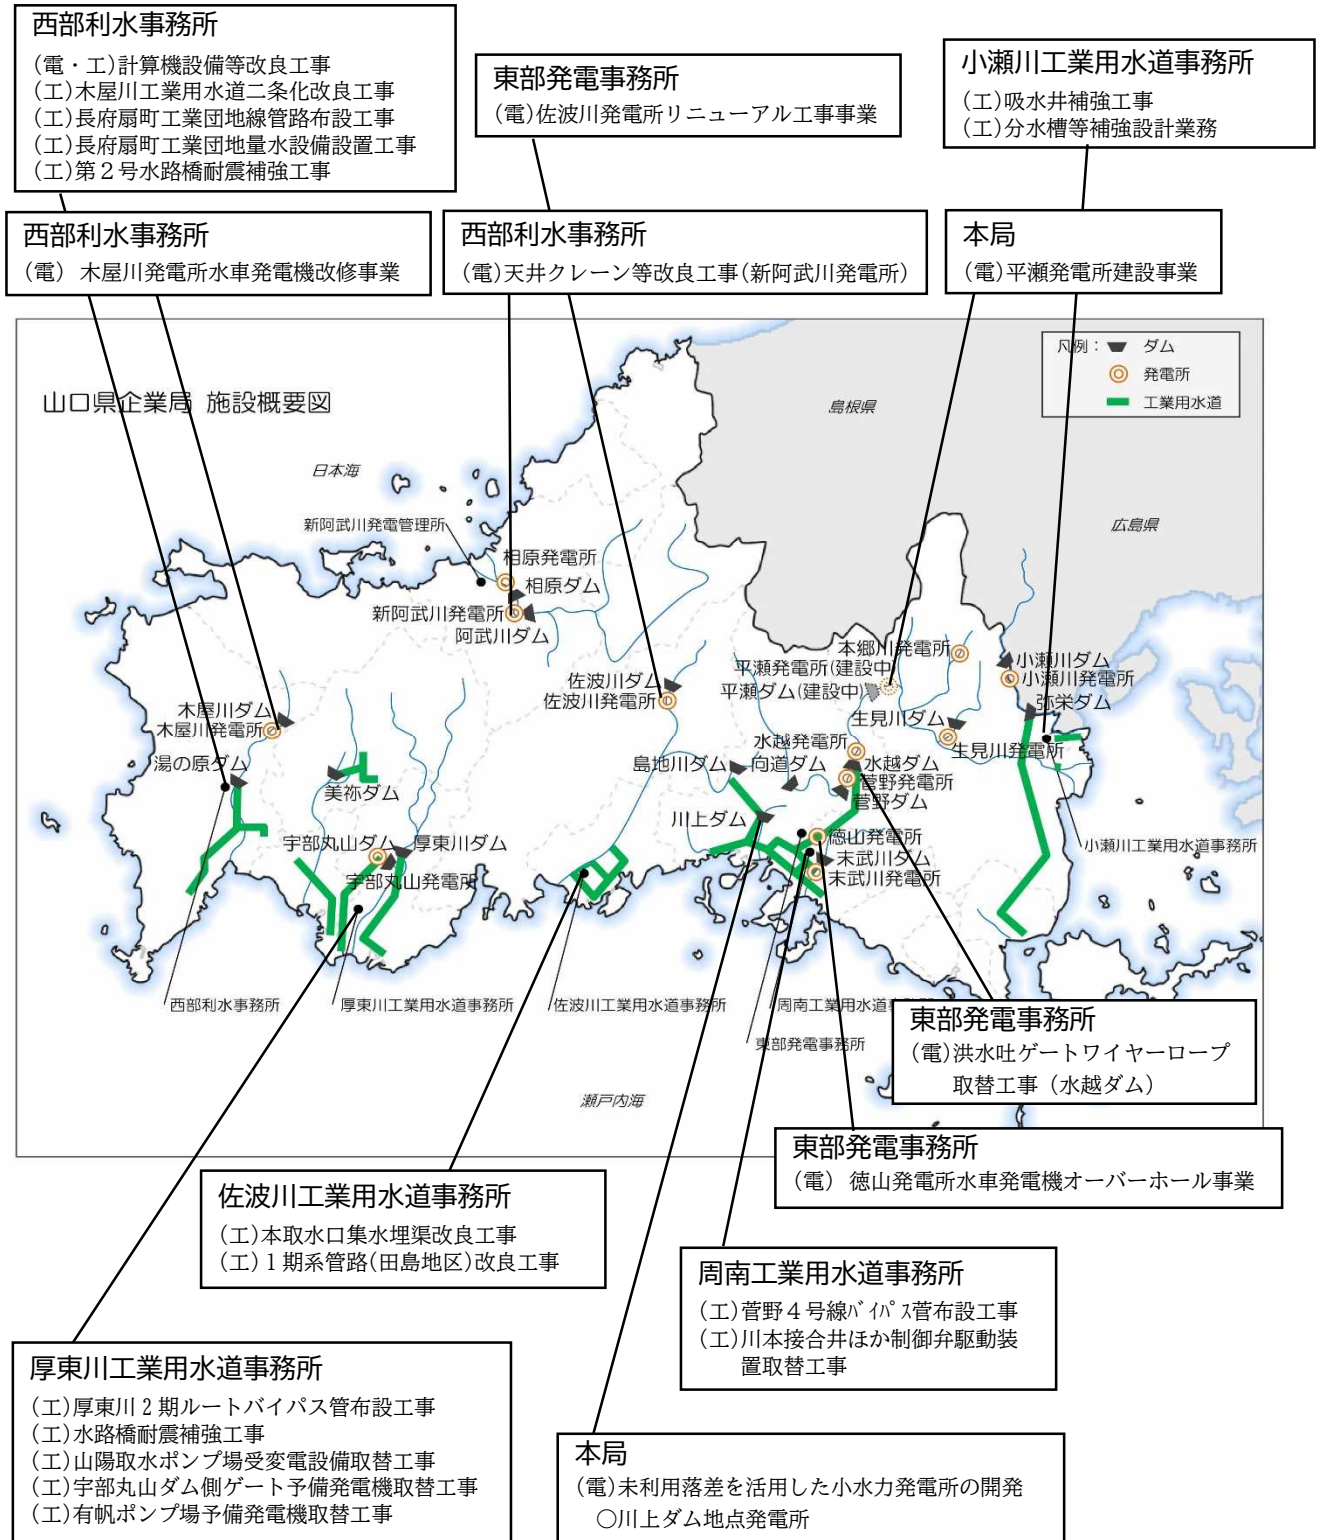 西部利水事務所
(電・工)計算機設備等改良工事
(工)木屋川工業用水道二条化改良工事
(工)長府扇町工業団地線管路布設工事
(工)長府扇町工業団地量水設備設置工事
(工)第２号水路橋耐震補強工事
東部発電事務所
(電)佐波川発電所リニューアル工事事業
小瀬川工業用水道事務所
(工)吸水井補強工事
(工)分水槽等補強設計業務
西部利水事務所
(電) 木屋川発電所水車発電機改修事業
西部利水事務所
(電)天井クレーン等改良工事(新阿武川発電所)
本局
(電)平瀬発電所建設事業
山口県企業局 施設概要図
凡例：
ダム
発電所
工業用水道
島根県
日本海
広島県
新阿武川発電管理所
相原発電所
相原ダム
新阿武川発電所
阿武川ダム
本郷川発電所
平瀬発電所(建設中)
平瀬ダム(建設中)
小瀬川ダム
小瀬川発電所
弥栄ダム
佐波川ダム
佐波川発電所
木屋川ダム
木屋川発電所
生見川ダム
生見川発電所
水越発電所
水越ダム
湯の原ダム
美祢ダム
島地川ダム
向道ダム
菅野発電所
菅野ダム
川上ダム
徳山発電所
末武川ダム
末武川発電所
宇部丸山ダム
厚東川ダム
宇部丸山発電所
小瀬川工業用水道事務所
西部利水事務所
厚東川工業用水道事務所
佐波川工業用水道事務所
周南工業用水道
東部発電事務所
瀬戸内海
東部発電事務所
(電)洪水吐ゲートワイヤーロープ
取替工事（水越ダム）
東部発電事務所
(電) 徳山発電所水車発電機オーバーホール事業
佐波川工業用水道事務所
(工)本取水口集水埋渠改良工事
(工)１期系管路(田島地区)改良工事
周南工業用水道事務所
(工)菅野４号線ﾊﾞｲﾊﾟｽ菅布設工事
(工)川本接合井ほか制御弁駆動装
置取替工事
厚東川工業用水道事務所
(工)厚東川２期ルートバイパス管布設工事
(工)水路橋耐震補強工事
(工)山陽取水ポンプ場受変電設備取替工事
(工)宇部丸山ダム側ゲート予備発電機取替工事
(工)有帆ポンプ場予備発電機取替工事
本局
(電)未利用落差を活用した小水力発電所の開発
○川上ダム地点発電所